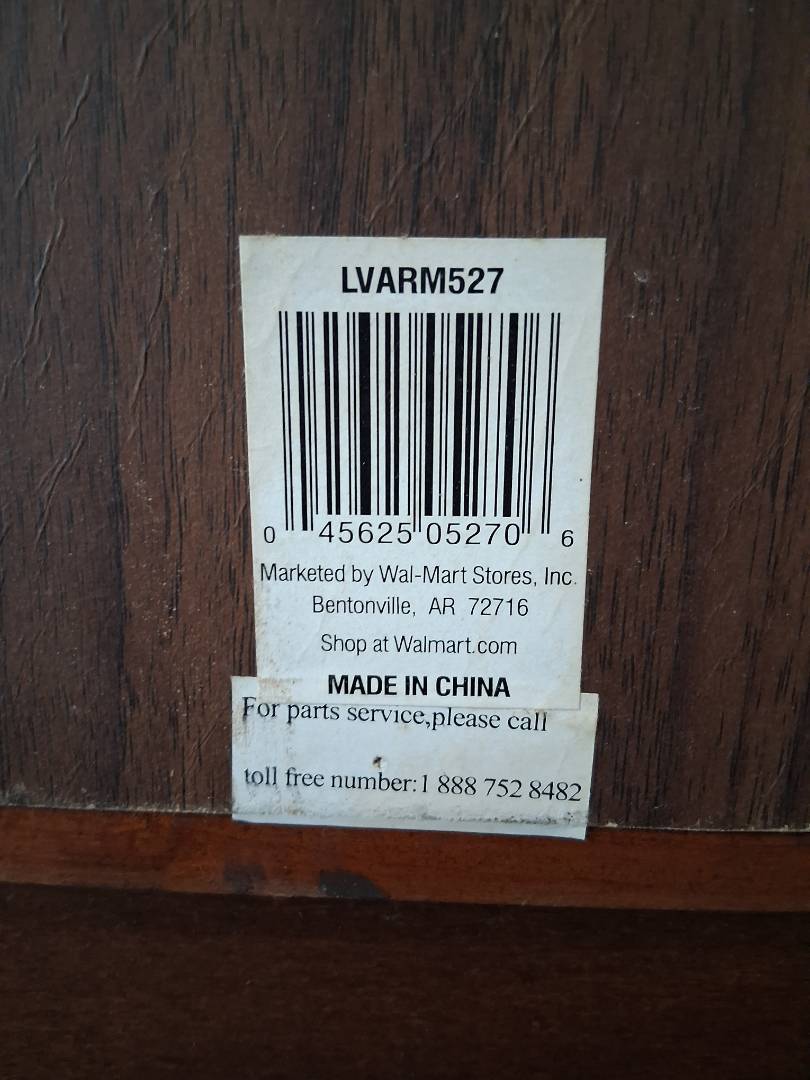 LVARM527
0 45625 05270 6
Marketed by Wal-Mart Stores, Inc.
Bentonville, AR 72716
Shop at Walmart.com
MADE IN CHINA
For parts service,please call
toll free number:1 888 752 8482